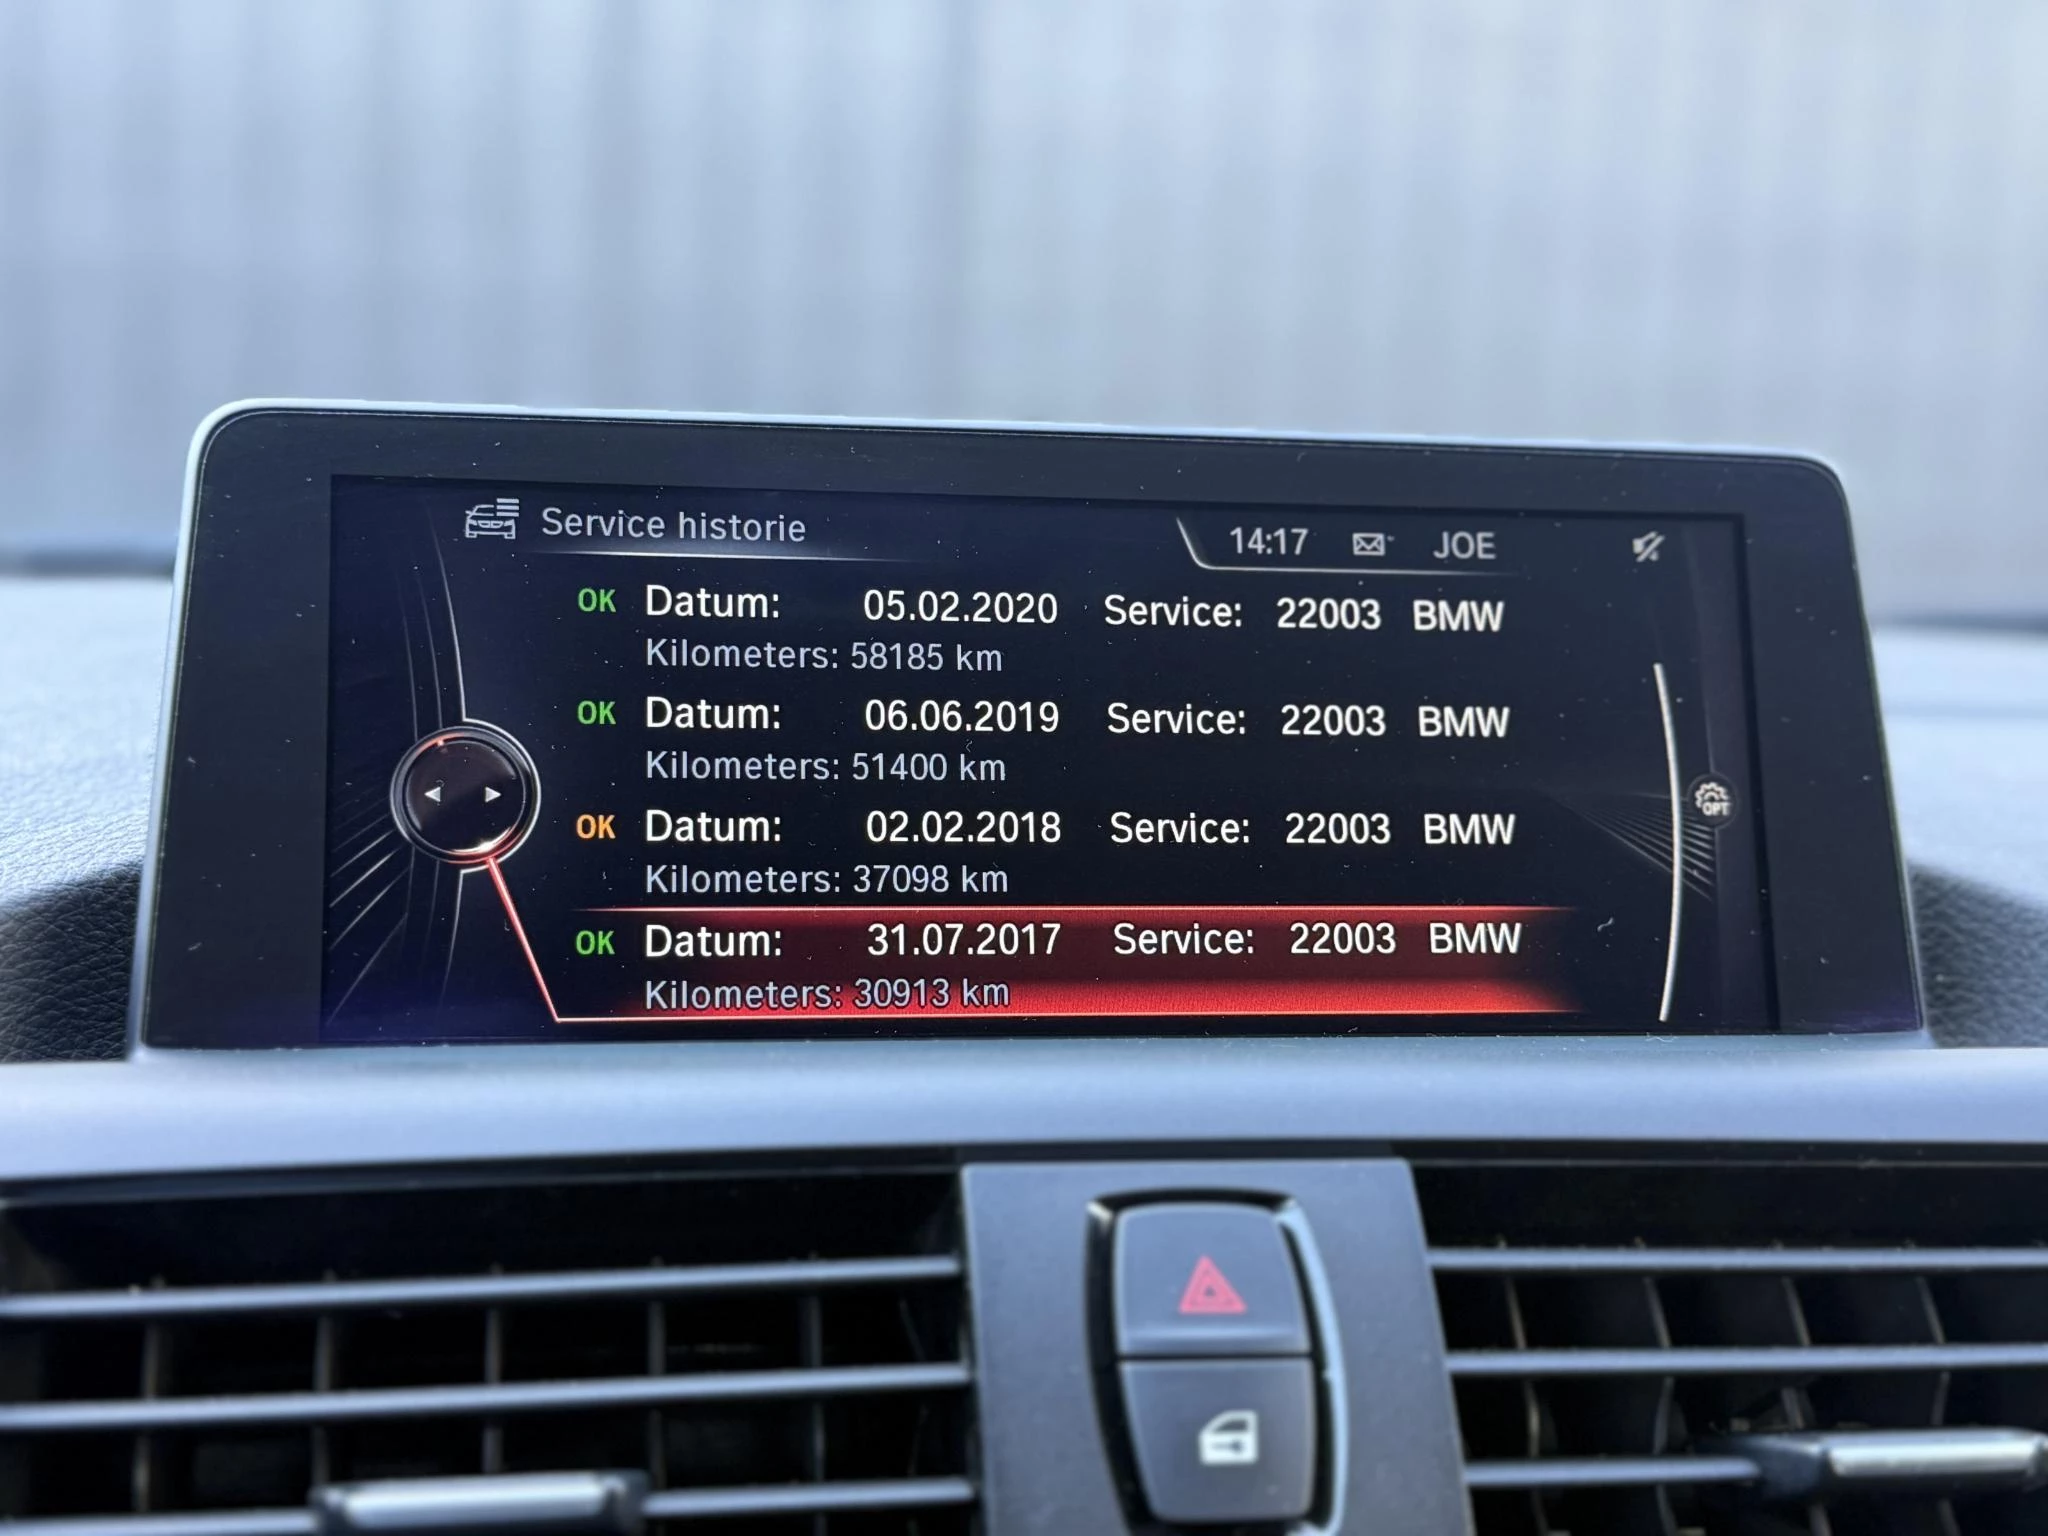 Service historie
14:17 JOE
OK Datum: 05.02.2020 Service: 22003 BMW
Kilometers: 58185 km
OK Datum: 06.06.2019 Service: 22003 BMW
Kilometers: 51400 km
OK Datum: 02.02.2018 Service: 22003 BMW
Kilometers: 37098 km
OPT
OK Datum: 31.07.2017 Service: 22003 BMW
Kilometers: 30913 km